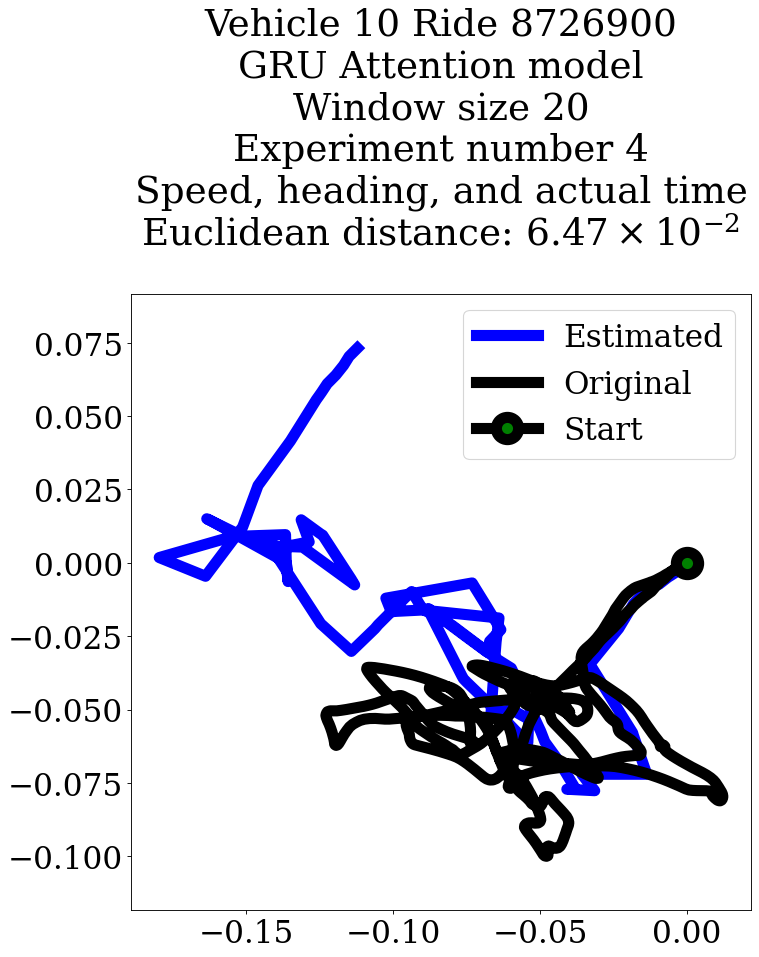 Vehicle 10 Ride 8726900
GRU Attention model
Window size 20
Experiment number 4
Speed, heading, and actual time
Euclidean distance: 6.47 × 10⁻²
Estimated
Original
Start
0.075
0.050
0.025
0.000
−0.025
−0.050
−0.075
−0.100
−0.15 −0.10 −0.05 0.00